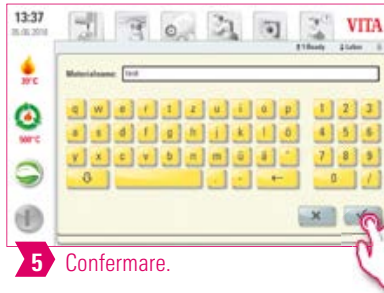 13:37
VITA
Materialname: test
q w e r t z u i o p 1 2 3
a s d f g h j k l ö 4 5 6
y x c v b n m ü ä 7 8 9
. - ← 0 /
5 Confermare.